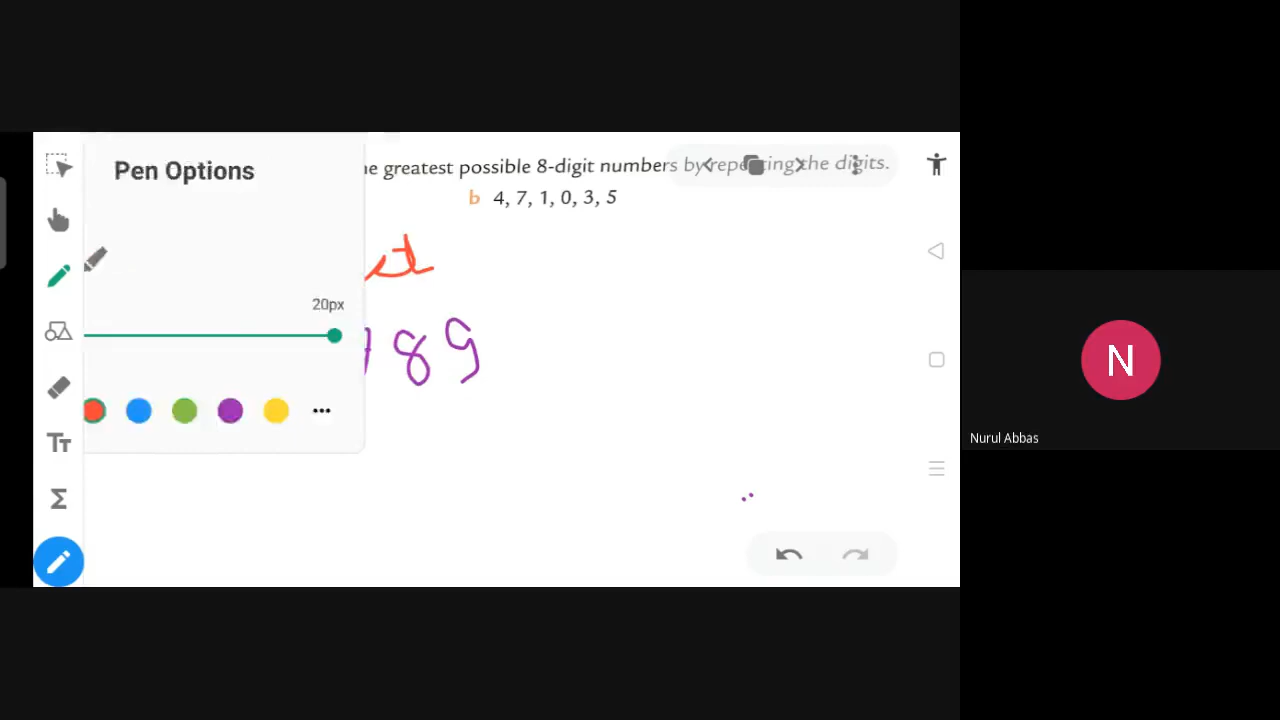 Pen Options
he greatest possible 8-digit numbers by repeating the digits.
b 4, 7, 1, 0, 3, 5
20px
89
TT
Σ
N
Nurul Abbas